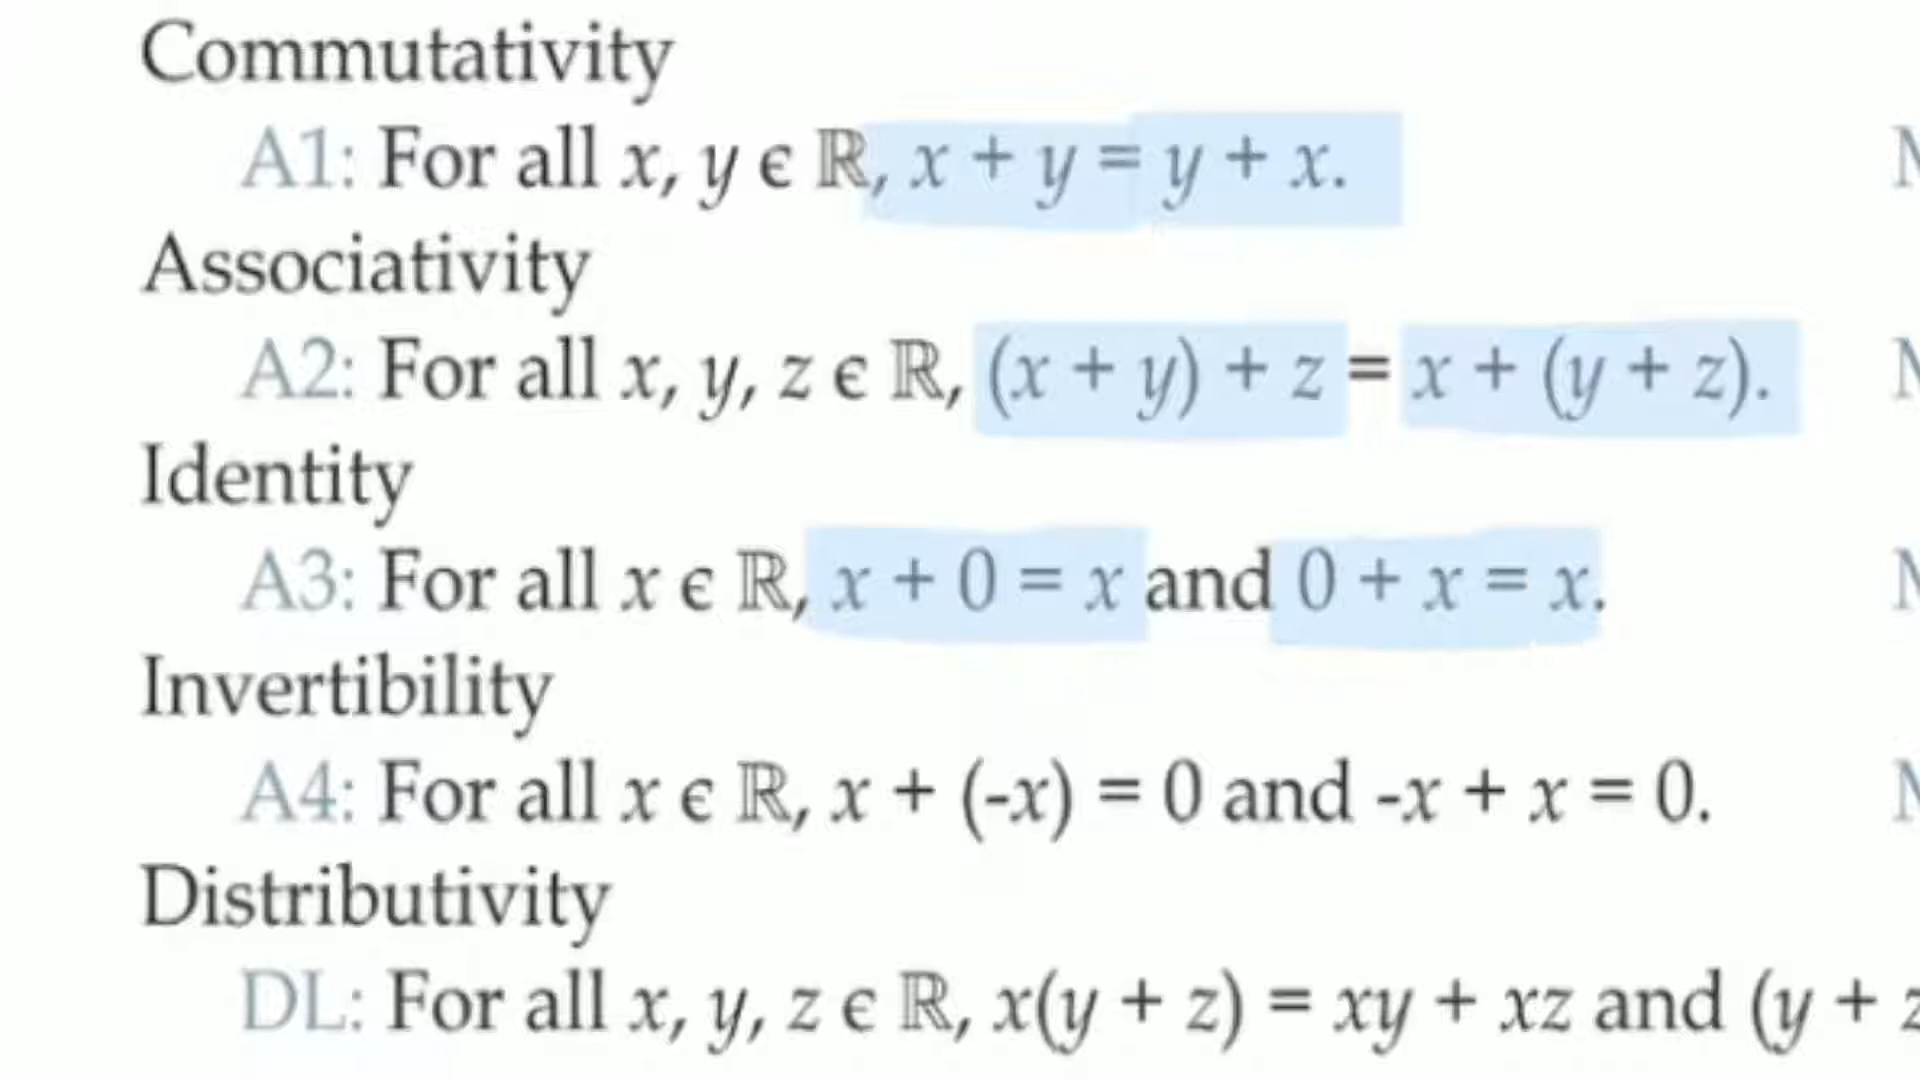 Commutativity
A1: For all x, y ϵ ℝ, x + y = y + x.
Associativity
A2: For all x, y, z ϵ ℝ, (x + y) + z = x + (y + z).
Identity
A3: For all x ϵ ℝ, x + 0 = x and 0 + x = x.
Invertibility
A4: For all x ϵ ℝ, x + (-x) = 0 and -x + x = 0.
Distributivity
DL: For all x, y, z ϵ ℝ, x(y + z) = xy + xz and (y +